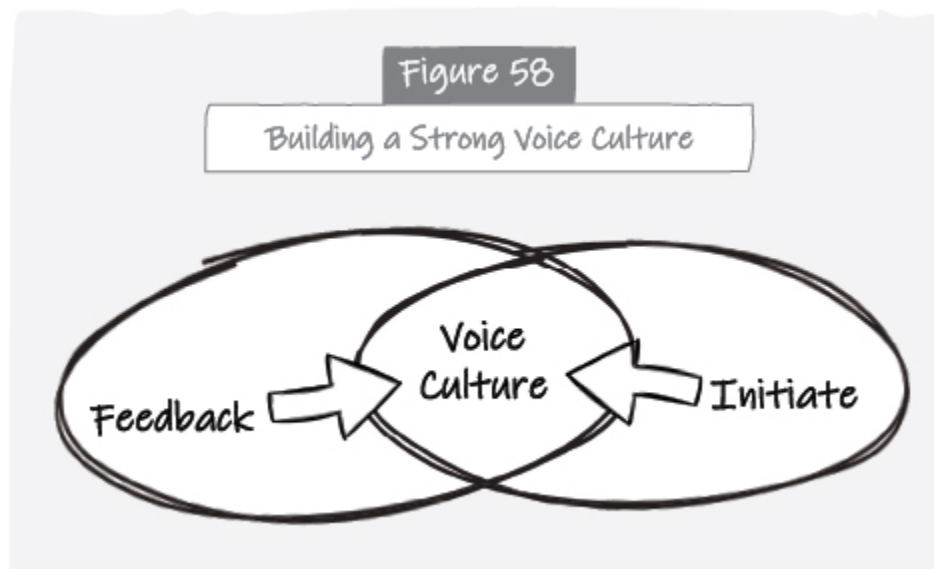 Figure 58
Building a Strong Voice Culture
Voice
Culture
Feedback
Initiate